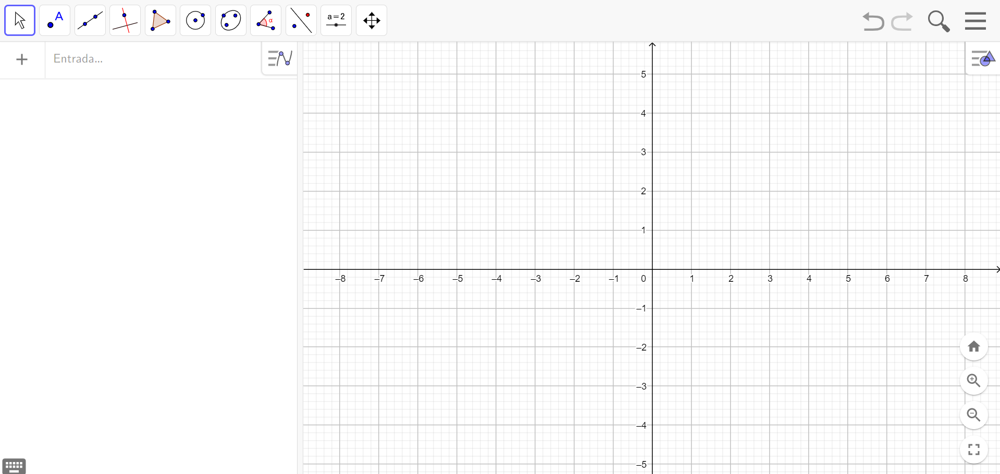 A
α
a=2
Entrada...
5
4
3
2
1
–8 –7 –6 –5 –4 –3 –2 –1 0 1 2 3 4 5 6 7 8
–1
–2
–3
–4
–5